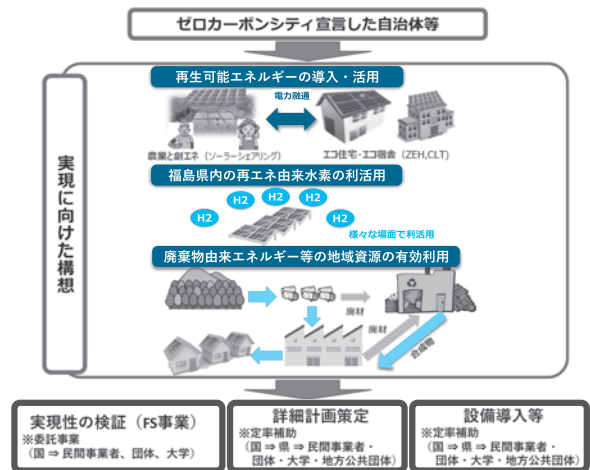 ゼロカーボンシティ宣言した自治体等
実現に向けた構想
再生可能エネルギーの導入・活用
電力融通
農業と創エネ(ソーラーシェアリング)
エコ住宅・エコ宿舎(ZEH,CLT)
福島県内の再エネ由来水素の利活用
H2
H2
H2
H2
H2
様々な場面で利活用
廃棄物由来エネルギー等の地域資源の有効利用
廃材
廃材
合成物
実現性の検証(FS事業)
※委託事業
(国 ⇒ 民間事業者、団体、大学)
詳細計画策定
※定率補助
(国 ⇒ 県 ⇒ 民間事業者・
団体・大学・地方公共団体)
設備導入等
※定率補助
(国 ⇒ 県 ⇒ 民間事業者・
団体・大学・地方公共団体)